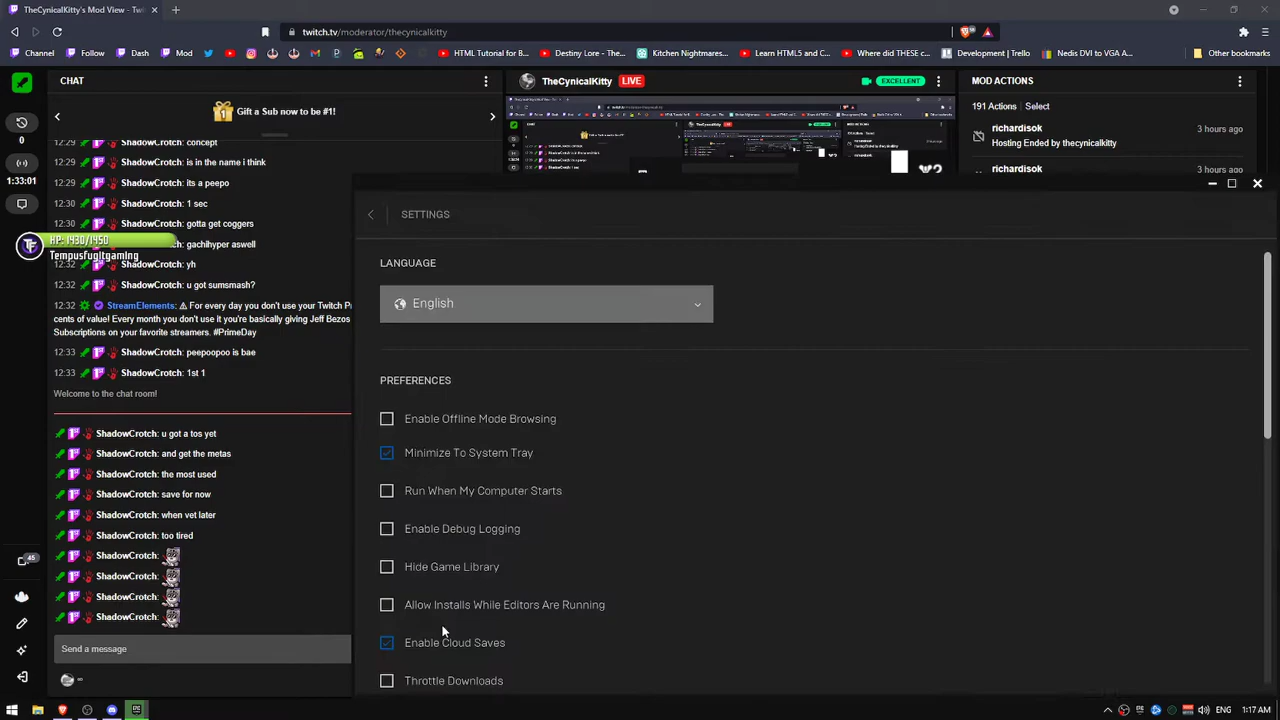 TheCynicalKitty's Mod View - Twit
twitch.tv/moderator/thecynicalkitty
Channel
Follow
Dash
Mod
HTML Tutorial for B...
Destiny Lore - The...
Kitchen Nightmares...
Learn HTML5 and C...
Where did THESE c...
Development | Trello
Nedis DVI to VGA A...
Other bookmarks
CHAT
TheCynicalKitty LIVE
EXCELLENT
MOD ACTIONS
Gift a Sub now to be #1!
191 Actions | Select
richardisok
3 hours ago
Hosting Ended by thecynicalkitty
richardisok
3 hours ago
0
1:33:01
HP: 1430/1450
Tempusfugitgaming
concept
12:29 ShadowCrotch: is in the name i think
12:29 ShadowCrotch: its a peepo
12:29 ShadowCrotch: 1 sec
12:30 ShadowCrotch: gotta get coggers
ShadowCrotch: gachihyper aswell
12:32 ShadowCrotch: yh
12:32 ShadowCrotch: u got sumsmash?
12:32 StreamElements: ⚠ For every day you don't use your Twitch Pr
cents of value! Every month you don't use it you're basically giving Jeff Bezos
Subscriptions on your favorite streamers. #PrimeDay
12:33 ShadowCrotch: peepoopoo is bae
12:33 ShadowCrotch: 1st 1
Welcome to the chat room!
ShadowCrotch: u got a tos yet
ShadowCrotch: and get the metas
ShadowCrotch: the most used
ShadowCrotch: save for now
ShadowCrotch: when vet later
ShadowCrotch: too tired
ShadowCrotch:
ShadowCrotch:
ShadowCrotch:
ShadowCrotch:
Send a message
45
SETTINGS
LANGUAGE
English
PREFERENCES
Enable Offline Mode Browsing
Minimize To System Tray
Run When My Computer Starts
Enable Debug Logging
Hide Game Library
Allow Installs While Editors Are Running
Enable Cloud Saves
Throttle Downloads
ENG
1:17 AM